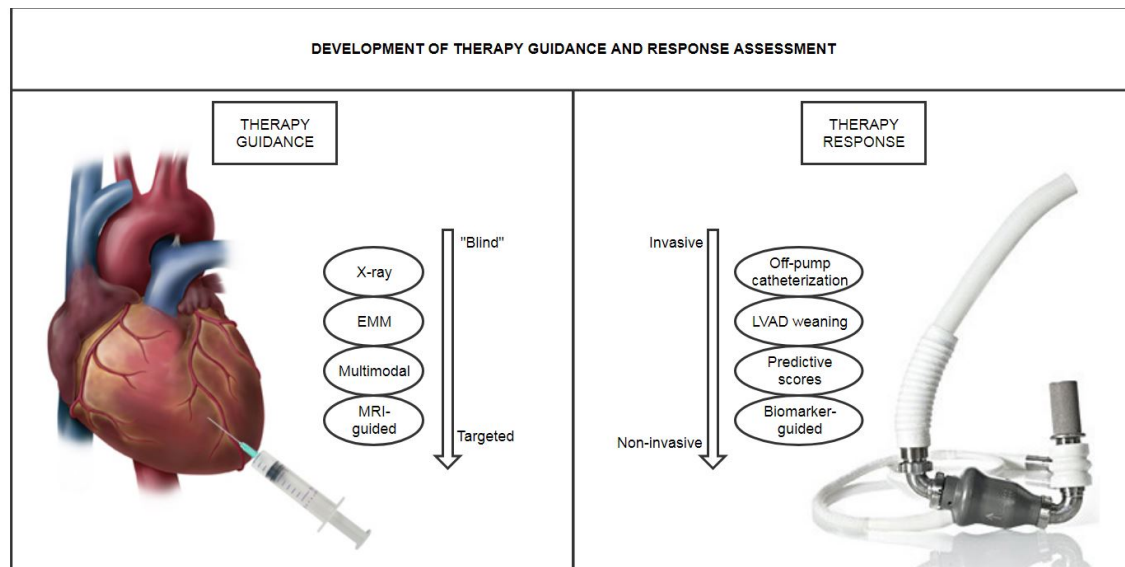 DEVELOPMENT OF THERAPY GUIDANCE AND RESPONSE ASSESSMENT
THERAPY
GUIDANCE
"Blind"
X-ray
EMM
Multimodal
MRI-
guided
Targeted
THERAPY
RESPONSE
Invasive
Off-pump
catheterization
LVAD weaning
Predictive
scores
Biomarker-
guided
Non-invasive